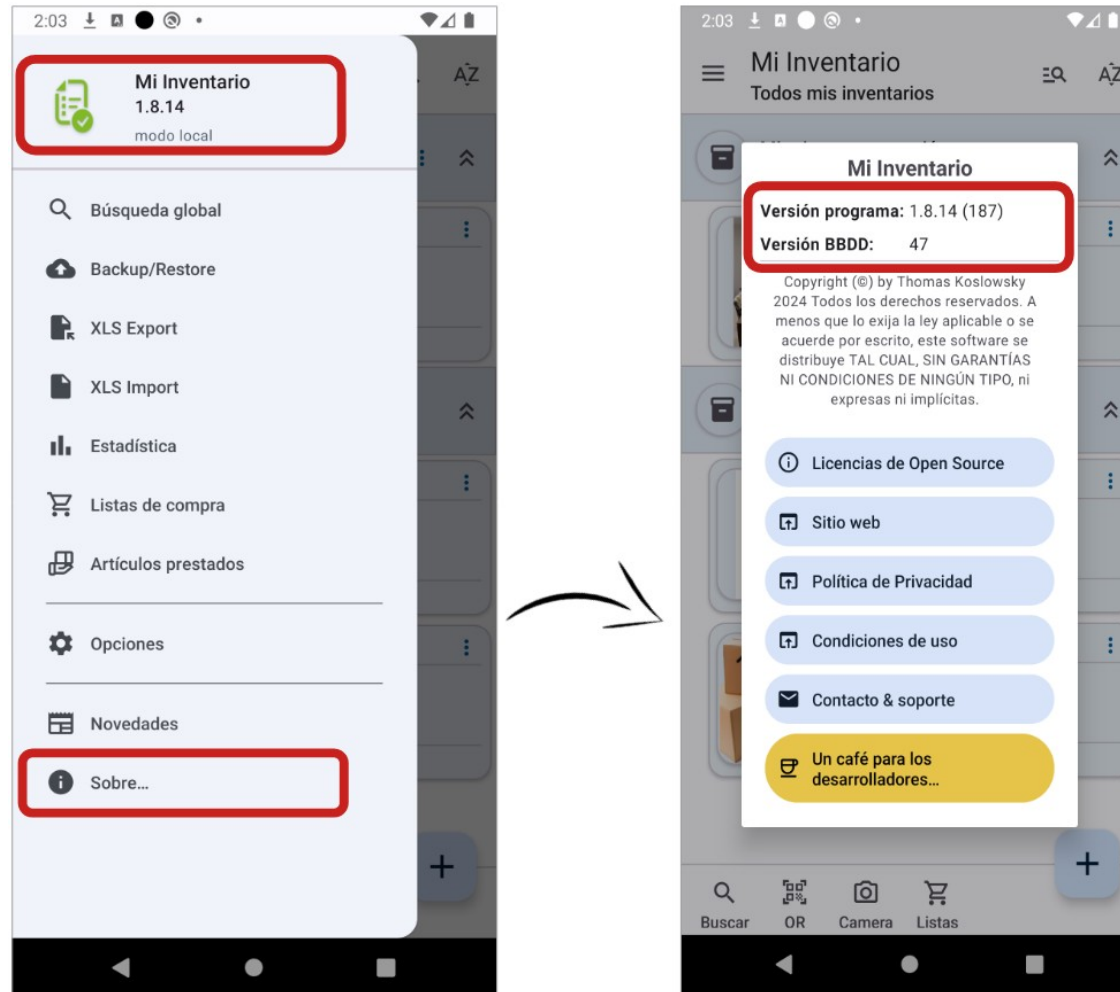 2:03
Mi Inventario
1.8.14
modo local
Búsqueda global
Backup/Restore
XLS Export
XLS Import
Estadística
Listas de compra
Artículos prestados
Opciones
Novedades
Sobre...
AZ
2:03
Mi Inventario
Todos mis inventarios
AZ
Mi Inventario
Versión programa: 1.8.14 (187)
Versión BBDD: 47
Copyright (©) by Thomas Koslowsky
2024 Todos los derechos reservados. A
menos que lo exija la ley aplicable o se
acuerde por escrito, este software se
distribuye TAL CUAL, SIN GARANTÍAS
NI CONDICIONES DE NINGÚN TIPO, ni
expresas ni implícitas.
Licencias de Open Source
Sitio web
Política de Privacidad
Condiciones de uso
Contacto & soporte
Un café para los
desarrolladores...
Buscar QR Camera Listas